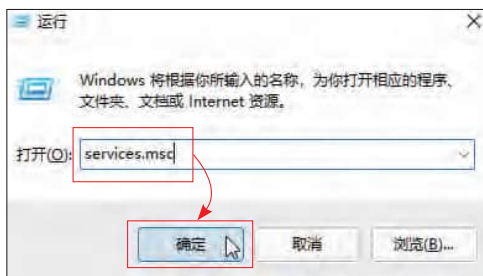 运行
Windows 将根据你所输入的名称，为你打开相应的程序、
文件夹、文档或 Internet 资源。
打开(O): services.msc
确定 取消 浏览(B)...